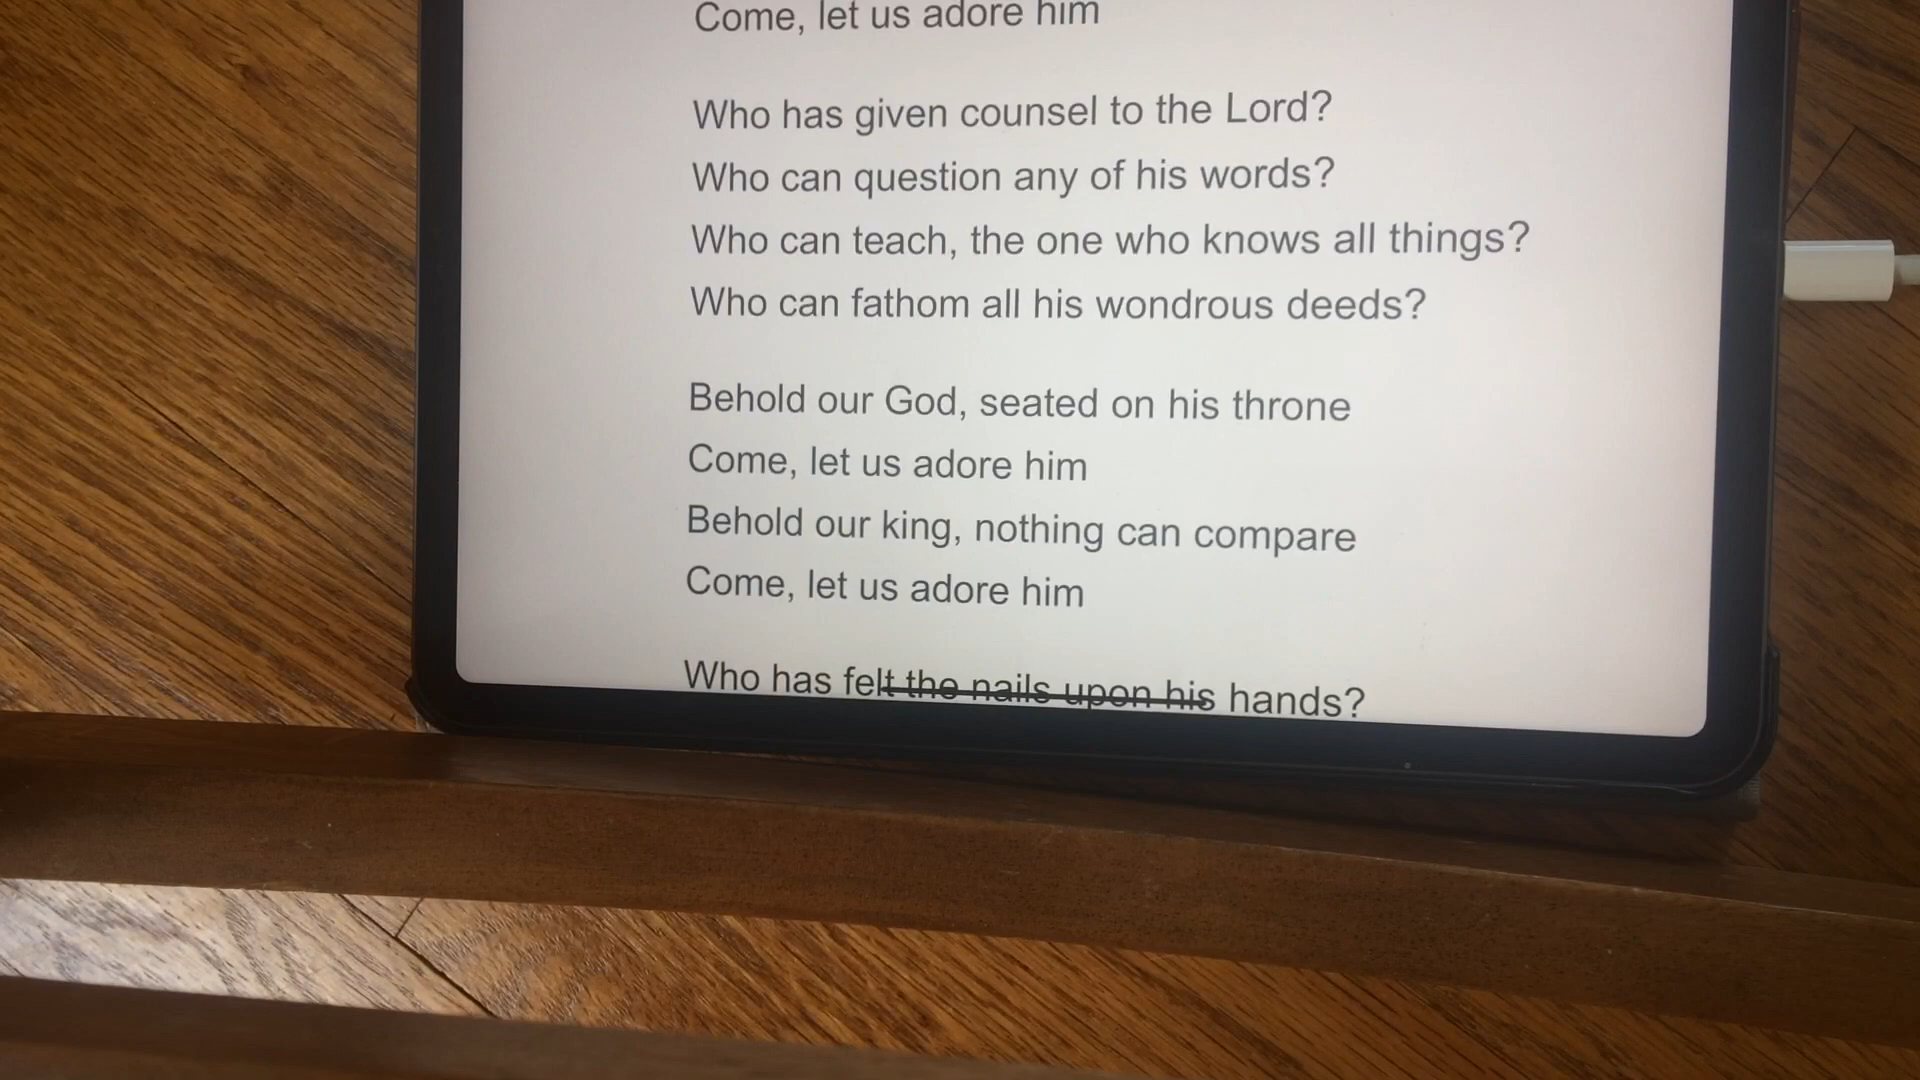 Come, let us adore him
Who has given counsel to the Lord?
Who can question any of his words?
Who can teach, the one who knows all things?
Who can fathom all his wondrous deeds?
Behold our God, seated on his throne
Come, let us adore him
Behold our king, nothing can compare
Come, let us adore him
Who has felt the nails upon his hands?